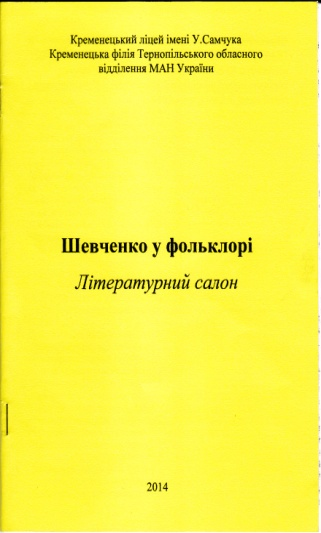 Кременецький ліцей імені У.Самчука
Кременецька філія Тернопільського обласного
відділення МАН України
Шевченко у фольклорі
Літературний салон
2014